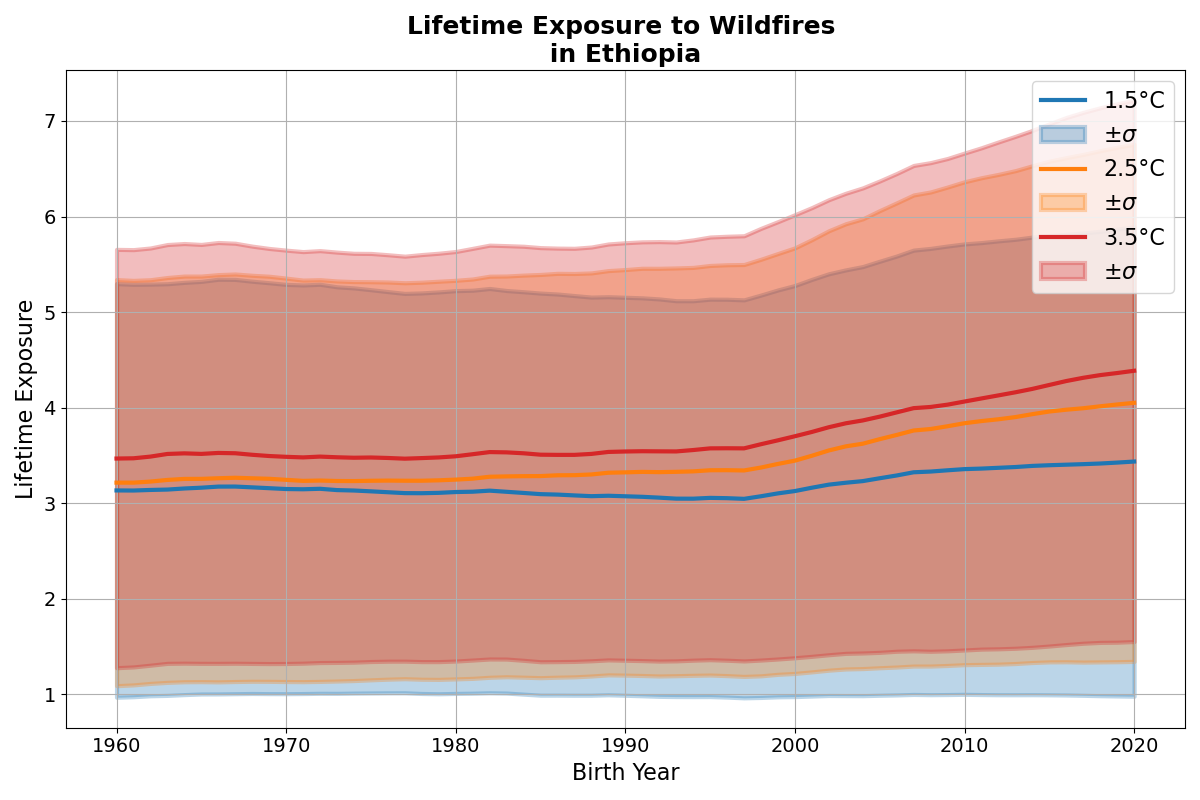 Lifetime Exposure to Wildfires
in Ethiopia
Lifetime Exposure
7
6
5
4
3
2
1
1960 1970 1980 1990 2000 2010 2020
Birth Year
1.5°C
±σ
2.5°C
±σ
3.5°C
±σ